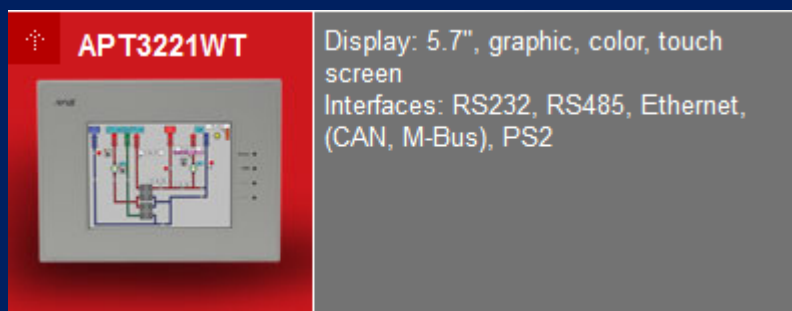 APT3221WT
Display: 5.7", graphic, color, touch
screen
Interfaces: RS232, RS485, Ethernet,
(CAN, M-Bus), PS2